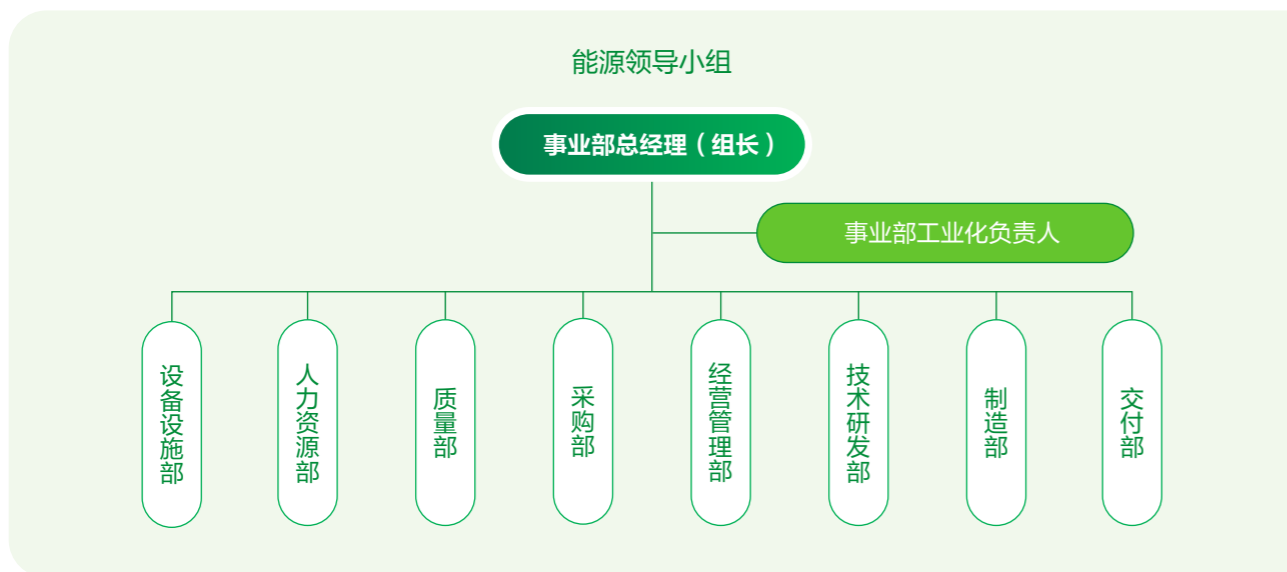 能源领导小组
事业部总经理（组长）
事业部工业化负责人
设备设施部
人力资源部
质量部
采购部
经营管理部
技术研发部
制造部
交付部